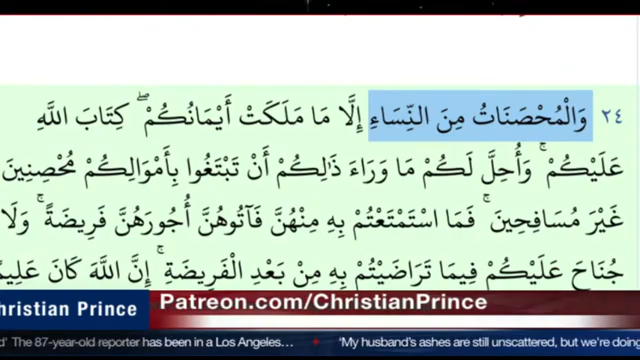 ٢٤ وَالْمُحْصَنَاتُ مِنَ النِّسَاءِ إِلَّا مَا مَلَكَتْ أَيْمَانُكُمْ ۖ كِتَابَ اللَّهِ
عَلَيْكُمْ ۚ وَأُحِلَّ لَكُمْ مَا وَرَاءَ ذَٰلِكُمْ أَنْ تَبْتَغُوا بِأَمْوَالِكُمْ مُحْصِنِينَ
غَيْرَ مُسَافِحِينَ ۚ فَمَا اسْتَمْتَعْتُمْ بِهِ مِنْهُنَّ فَآتُوهُنَّ أُجُورَهُنَّ فَرِيضَةً ۚ وَلَا
جُنَاحَ عَلَيْكُمْ فِيمَا تَرَاضَيْتُمْ بِهِ مِنْ بَعْدِ الْفَرِيضَةِ ۚ إِنَّ اللَّهَ كَانَ
hristian Prince
Patreon.com/ChristianPrince
The 87-year-old reporter has been in a Los Angeles… 'My husband's ashes are still unscattered, but we're doing